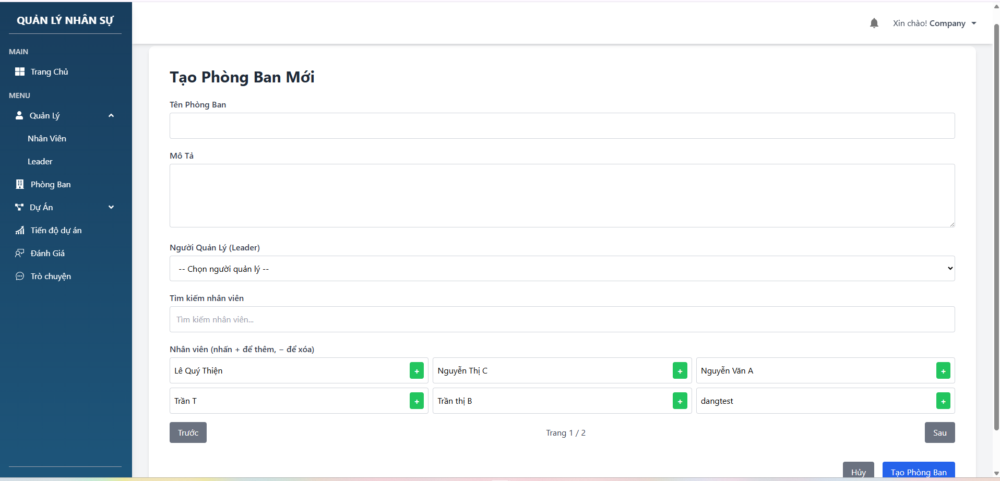 QUẢN LÝ NHÂN SỰ
MAIN
Trang Chủ
MENU
Quản Lý
Nhân Viên
Leader
Phòng Ban
Dự Án
Tiến độ dự án
Đánh Giá
Trò chuyện
Xin chào! Company
Tạo Phòng Ban Mới
Tên Phòng Ban
Mô Tả
Người Quản Lý (Leader)
-- Chọn người quản lý --
Tìm kiếm nhân viên
Tìm kiếm nhân viên...
Nhân viên (nhấn + để thêm, − để xóa)
Lê Quý Thiện + Nguyễn Thị C + Nguyễn Văn A +
Trần T + Trần thị B + dangtest +
Trước Trang 1 / 2 Sau
Hủy Tạo Phòng Ban